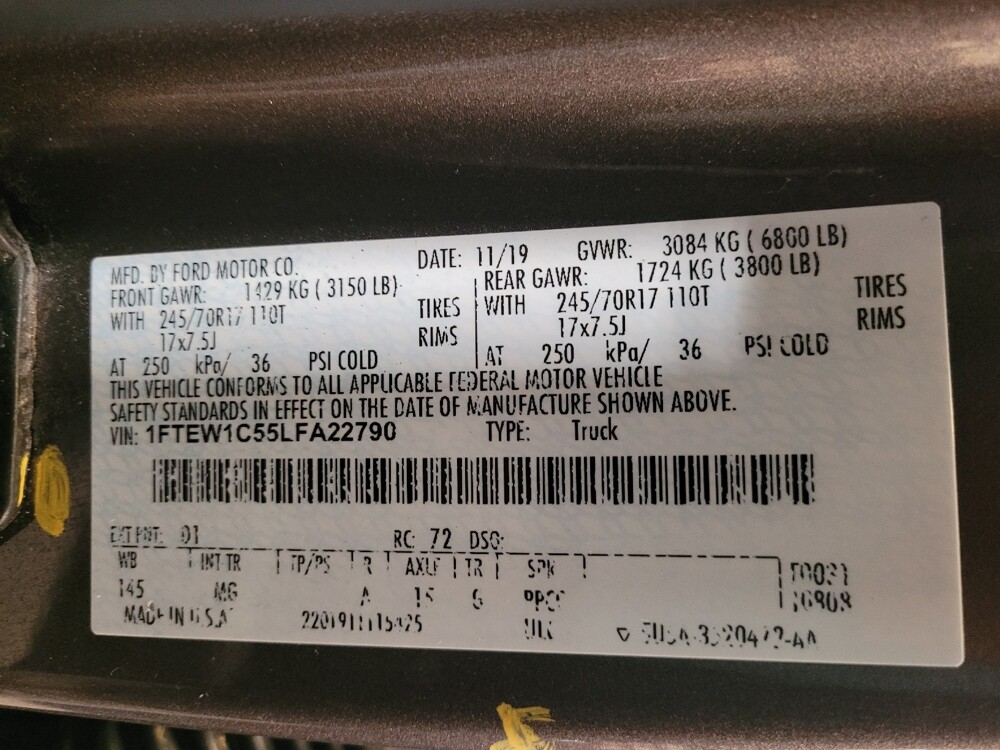 MFD. BY FORD MOTOR CO. DATE: 11/19 GVWR: 3084 KG ( 6800 LB)
FRONT GAWR: 1429 KG ( 3150 LB) REAR GAWR: 1724 KG ( 3800 LB)
WITH 245/70R17 110T TIRES WITH 245/70R17 110T TIRES
17x7.5J RIMS 17x7.5J RIMS
AT 250 kPa/ 36 PSI COLD AT 250 kPa/ 36 PSI COLD
THIS VEHICLE CONFORMS TO ALL APPLICABLE FEDERAL MOTOR VEHICLE
SAFETY STANDARDS IN EFFECT ON THE DATE OF MANUFACTURE SHOWN ABOVE.
VIN: 1FTEW1C55LFA22790 TYPE: Truck
EXT PNT: RC: 72 DSO:
WB INT TR TP/PS R AXLE TR SPR
145 MG A
MADE IN U.S.A.